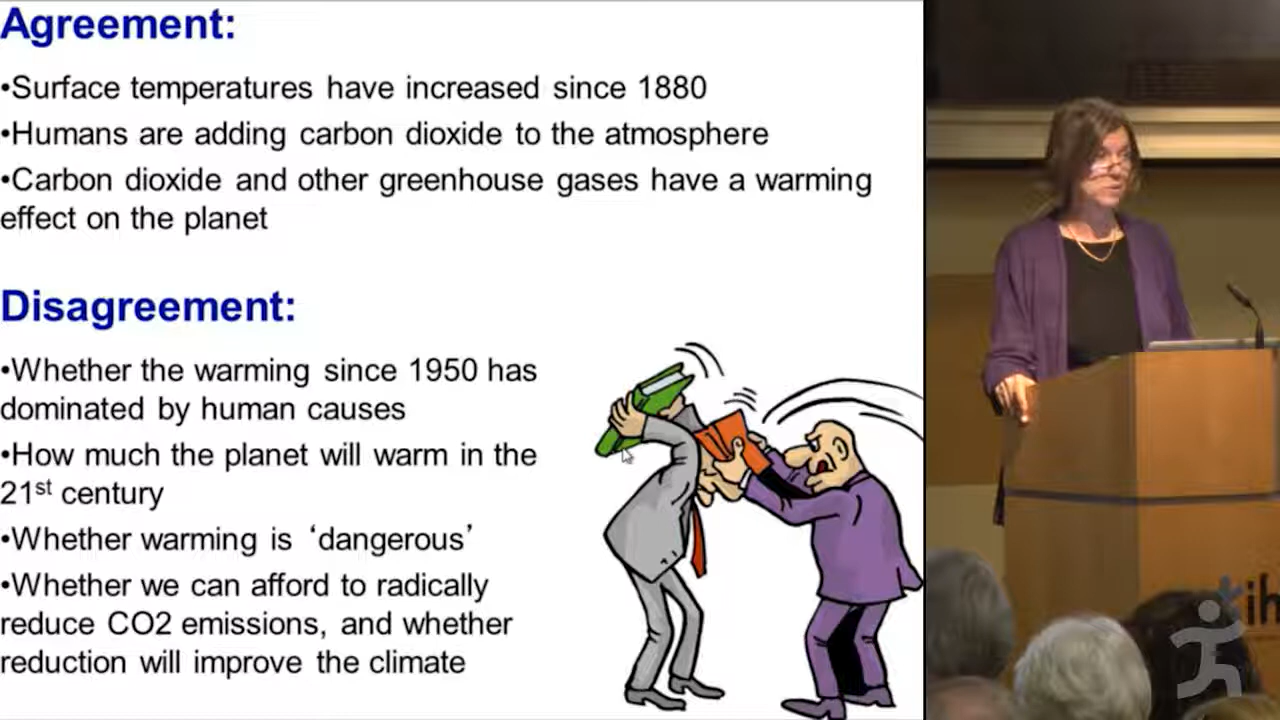 Agreement:
•Surface temperatures have increased since 1880
•Humans are adding carbon dioxide to the atmosphere
•Carbon dioxide and other greenhouse gases have a warming
effect on the planet
Disagreement:
•Whether the warming since 1950 has
dominated by human causes
•How much the planet will warm in the
21st century
•Whether warming is ‘dangerous’
•Whether we can afford to radically
reduce CO2 emissions, and whether
reduction will improve the climate